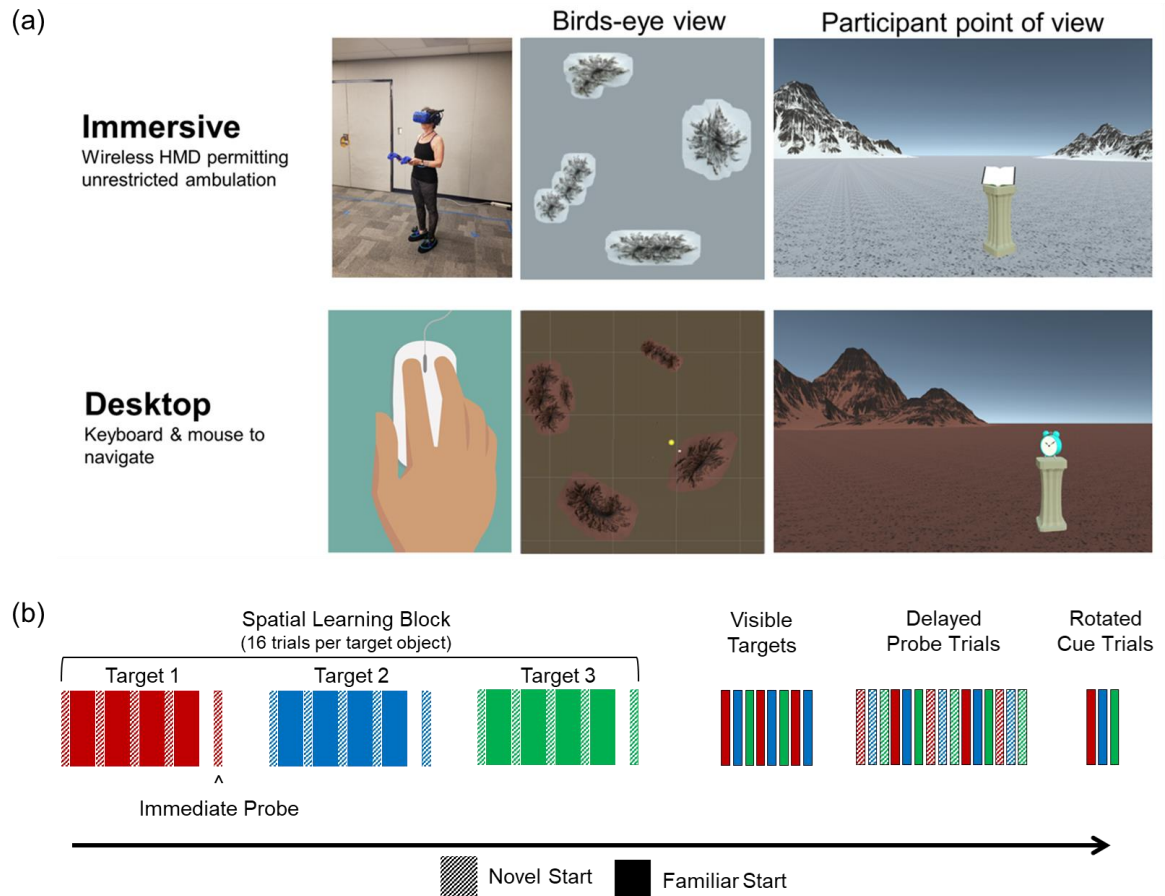 (a)
Birds-eye view
Participant point of view
Immersive
Wireless HMD permitting
unrestricted ambulation
Desktop
Keyboard & mouse to
navigate
(b)
Spatial Learning Block
(16 trials per target object)
Target 1
Target 2
Target 3
Visible
Targets
Delayed
Probe Trials
Rotated
Cue Trials
^
Immediate Probe
Novel Start
Familiar Start